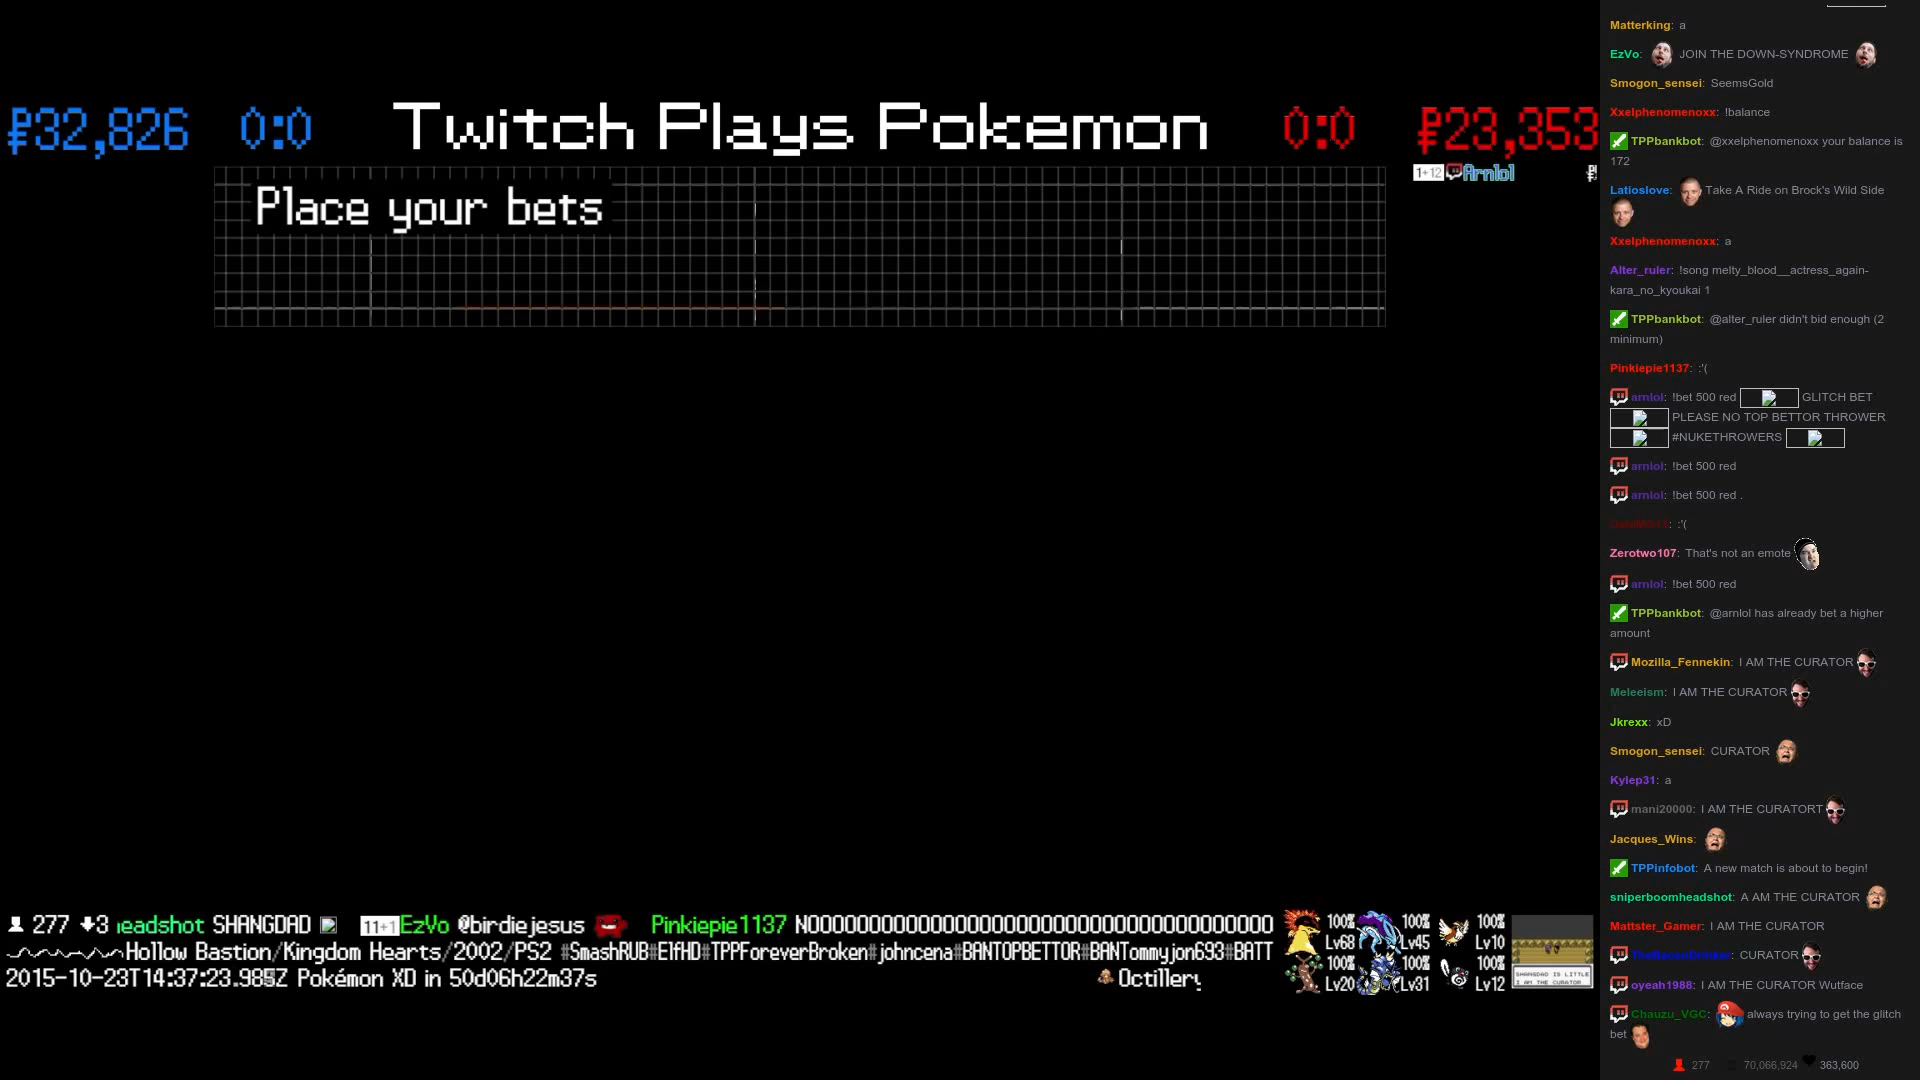 ₽32,826 0:0 Twitch Plays Pokemon 0:0 ₽23,353
1+12 Arnlol
Place your bets
277 3 eadshot SHANGDAD 11+1 EzVo @birdiejesus Pinkiepie1137 NOOOOOOOOOOOOOOOOOOOOOOOOOOOOOOOOOOOOOOO
Hollow Bastion/Kingdom Hearts/2002/PS2 #SmashRUB#ElfHD#TPPForeverBroken#johncena#BANTOPBETTOR#BANTommyjon693#BATT
2015-10-23T14:37:23.985Z Pokémon XD in 50d06h22m37s
Octillery
100% Lv68 100% Lv45 100% Lv10
100% Lv20 100% Lv31 100% Lv12
SHANGDAD IS LITTLE
I AM THE CURATOR
Matterking: a
EzVo: JOIN THE DOWN-SYNDROME
Smogon_sensei: SeemsGold
Xxelphenomenoxx: !balance
TPPbankbot: @xxelphenomenoxx your balance is
172
Latioslove: Take A Ride on Brock's Wild Side
Xxelphenomenoxx: a
Alter_ruler: !song melty_blood__actress_again-
kara_no_kyoukai 1
TPPbankbot: @alter_ruler didn't bid enough (2
minimum)
Pinkiepie1137: :'(
arnlol: !bet 500 red GLITCH BET
PLEASE NO TOP BETTOR THROWER
#NUKETHROWERS
arnlol: !bet 500 red
arnlol: !bet 500 red .
: :'(
Zerotwo107: That's not an emote
arnlol: !bet 500 red
TPPbankbot: @arnlol has already bet a higher
amount
Mozilla_Fennekin: I AM THE CURATOR
Meleeism: I AM THE CURATOR
Jkrexx: xD
Smogon_sensei: CURATOR
Kylep31: a
mani20000: I AM THE CURATORT
Jacques_Wins:
TPPinfobot: A new match is about to begin!
sniperboomheadshot: A AM THE CURATOR
Mattster_Gamer: I AM THE CURATOR
TheBaconDrinker: CURATOR
oyeah1988: I AM THE CURATOR Wutface
Chauzu_VGC: always trying to get the glitch
bet
277 70,066,924 363,600